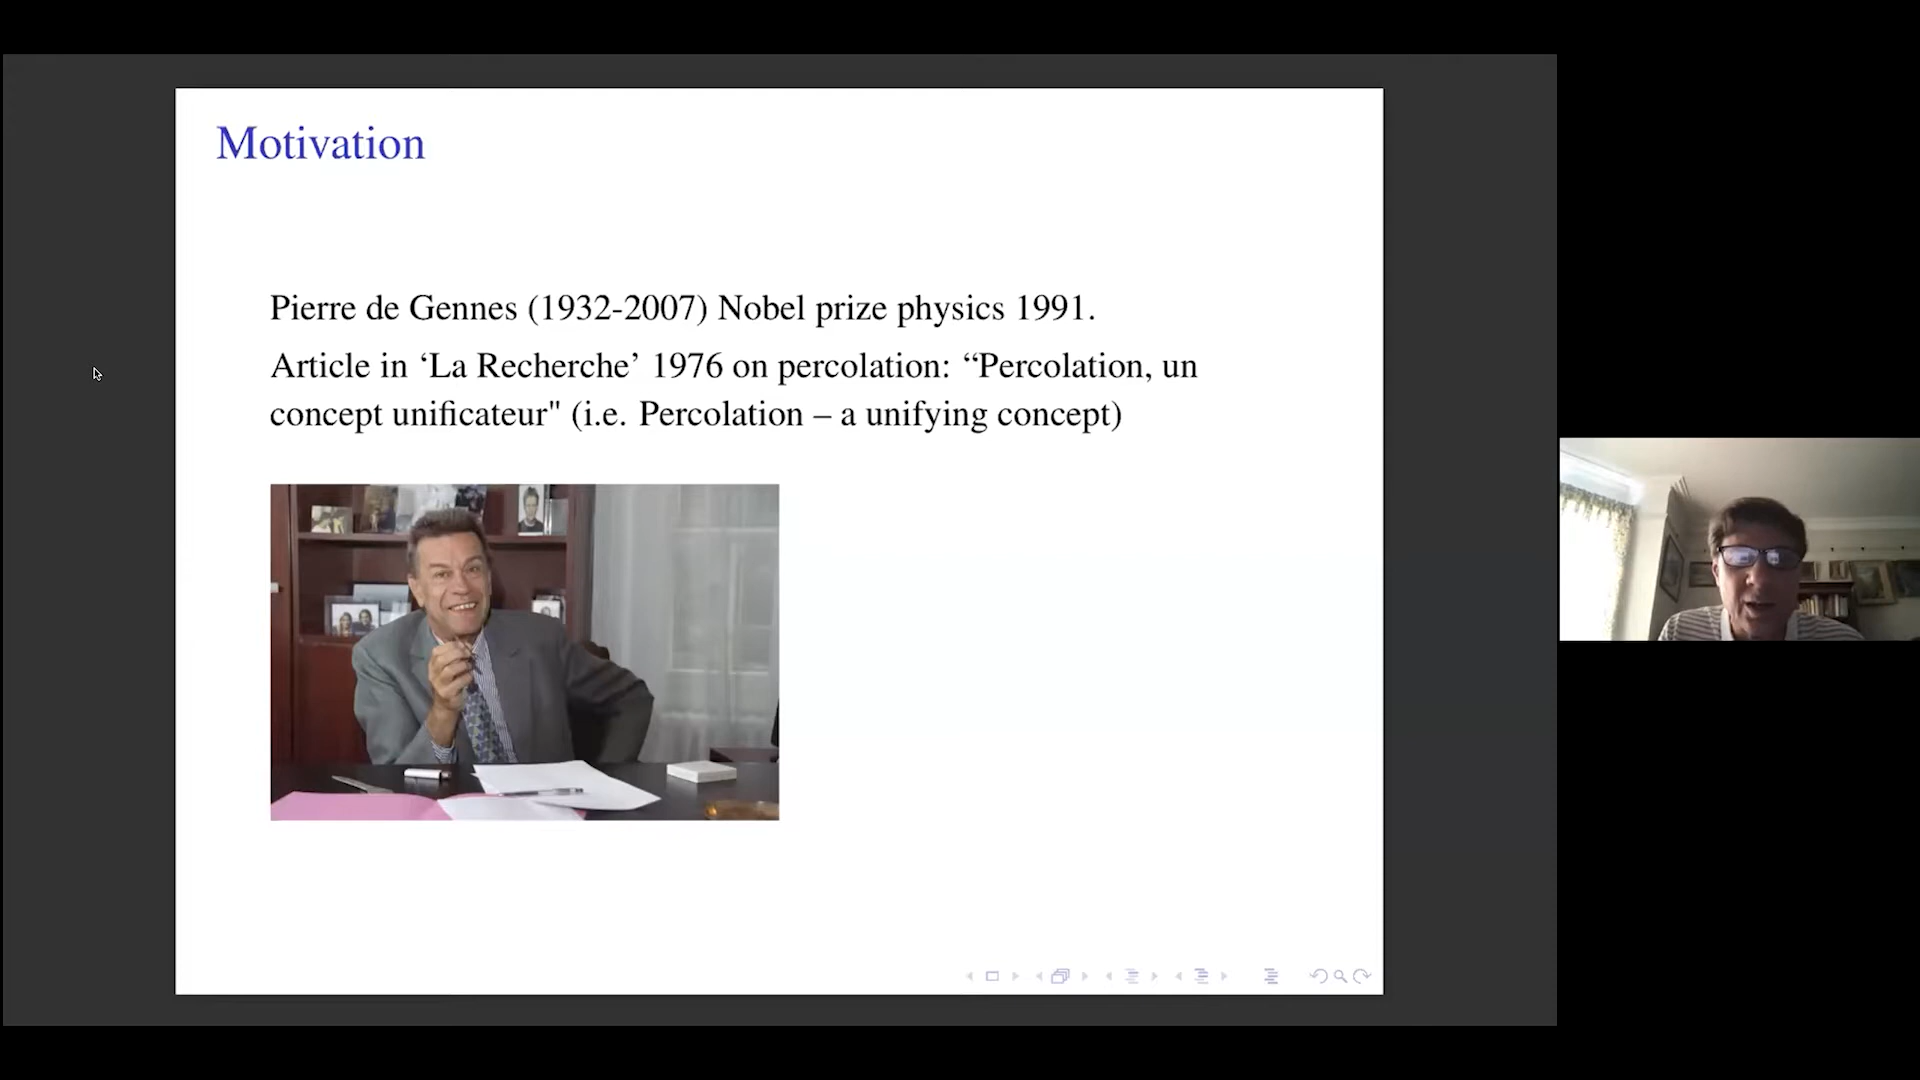 Motivation
Pierre de Gennes (1932-2007) Nobel prize physics 1991.
Article in ‘La Recherche’ 1976 on percolation: “Percolation, un
concept unificateur" (i.e. Percolation – a unifying concept)